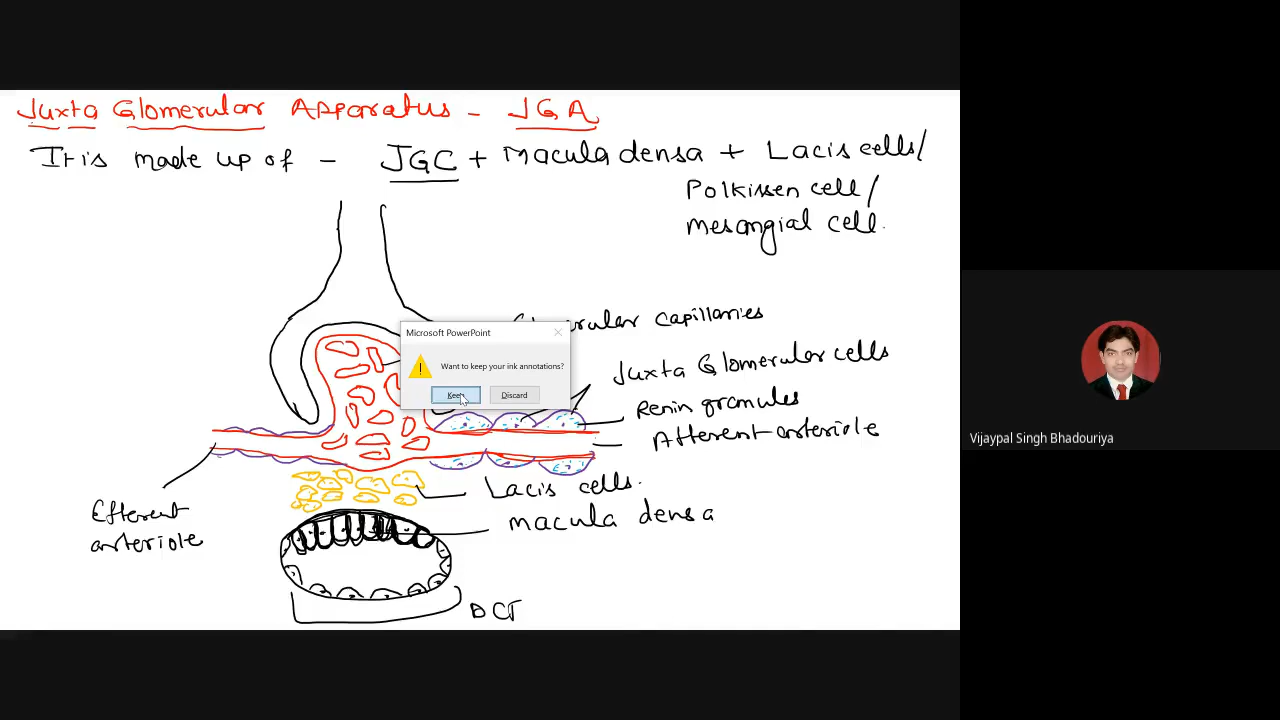 Juxta Glomerular Apparatus - JGA
It is made up of - JGC + Macula densa + Lacis cells/
Polkissen cell/
mesangial cell.
capillaries
Microsoft PowerPoint
Want to keep your ink annotations?
Keep
Discard
Juxta Glomerular cells
Renin granules
Afferent arteriole
Lacis cells.
macula densa
Efferent
arteriole
DCT
Vijaypal Singh Bhadouriya